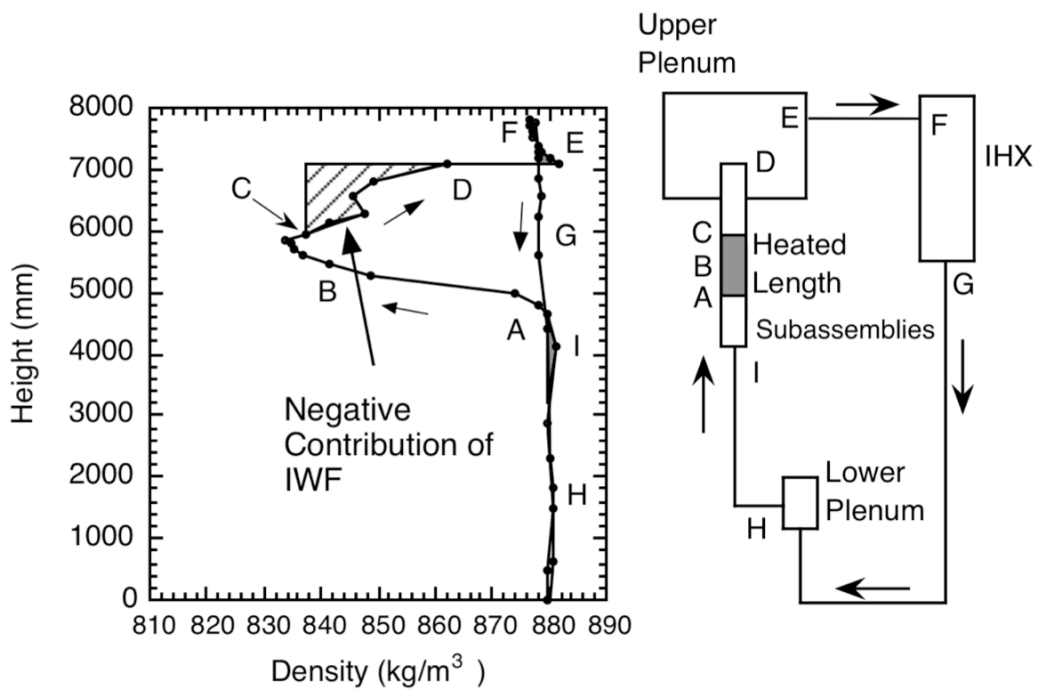 Upper
Plenum
8000
7000
6000
5000
4000
3000
2000
1000
0
Height (mm)
810 820 830 840 850 860 870 880 890
Density (kg/m³ )
F
E
C
D
G
B
A
I
H
Negative
Contribution of
IWF
E
F
IHX
D
C
B
A
Heated
Length
G
Subassemblies
I
Lower
Plenum
H